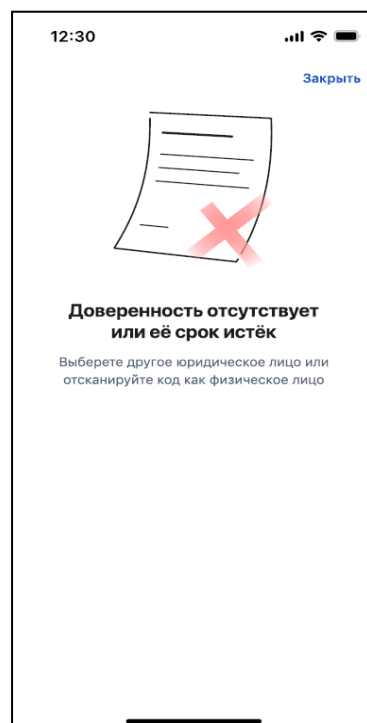 12:30
Закрыть
Доверенность отсутствует
или её срок истёк
Выберете другое юридическое лицо или
отсканируйте код как физическое лицо